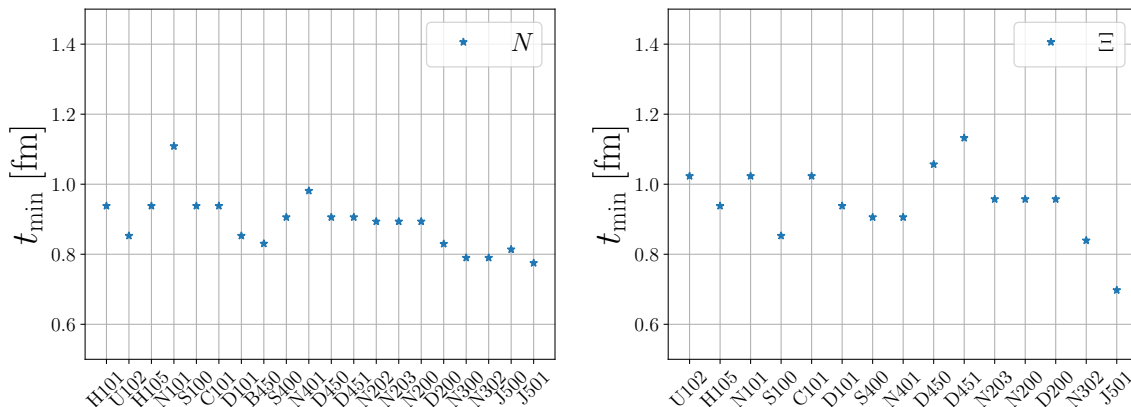 t_min [fm]
1.4
1.2
1.0
0.8
0.6
N
H101
U102
H105
N101
S100
C101
D101
B450
S400
N401
D450
D451
N202
N203
N200
D200
N300
N302
J500
J501
t_min [fm]
1.4
1.2
1.0
0.8
0.6
Ξ
U102
H105
N101
S100
C101
D101
S400
N401
D450
D451
N203
N200
D200
N302
J501